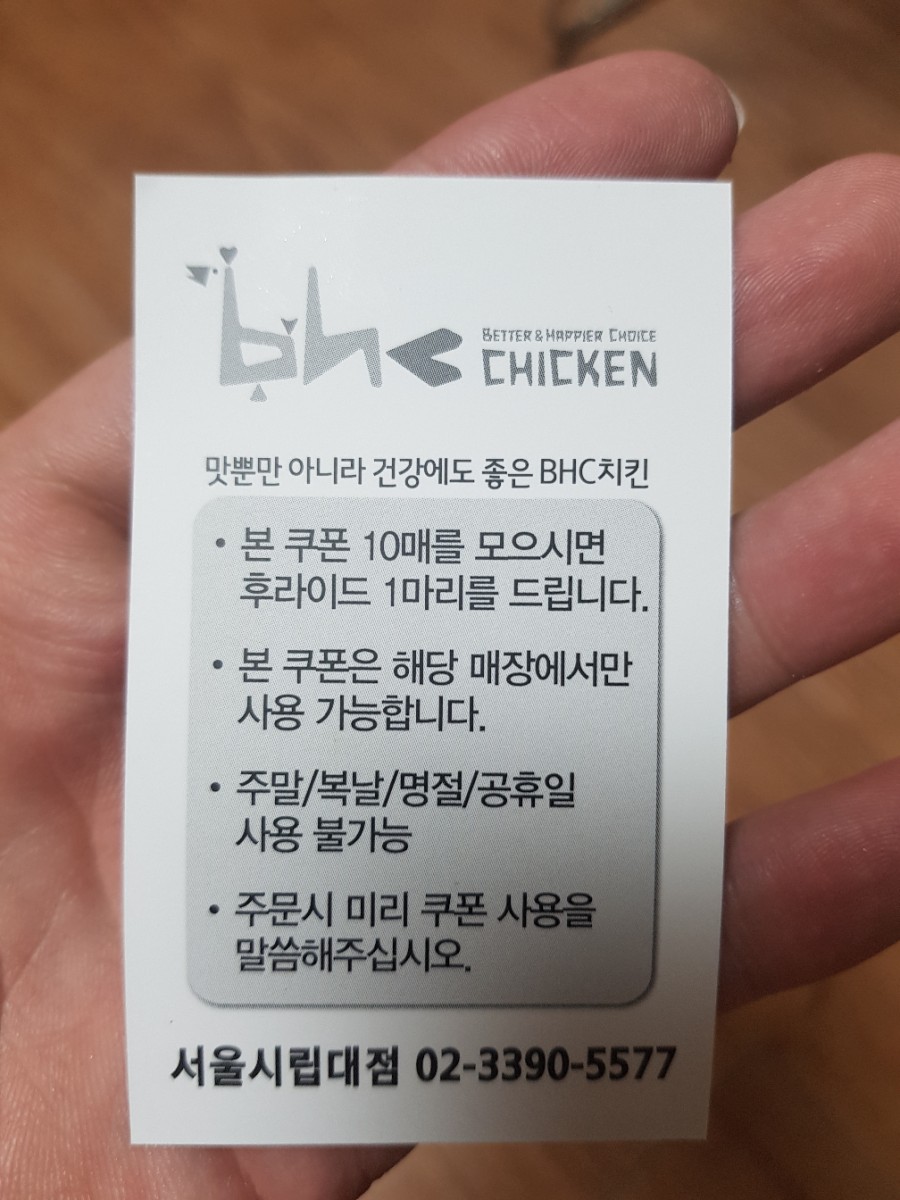 bhc
BETTER & HAPPIER CHOICE
CHICKEN
맛뿐만 아니라 건강에도 좋은 BHC치킨
• 본 쿠폰 10매를 모으시면
후라이드 1마리를 드립니다.
• 본 쿠폰은 해당 매장에서만
사용 가능합니다.
• 주말/복날/명절/공휴일
사용 불가능
• 주문시 미리 쿠폰 사용을
말씀해주십시오.
서울시립대점 02-3390-5577